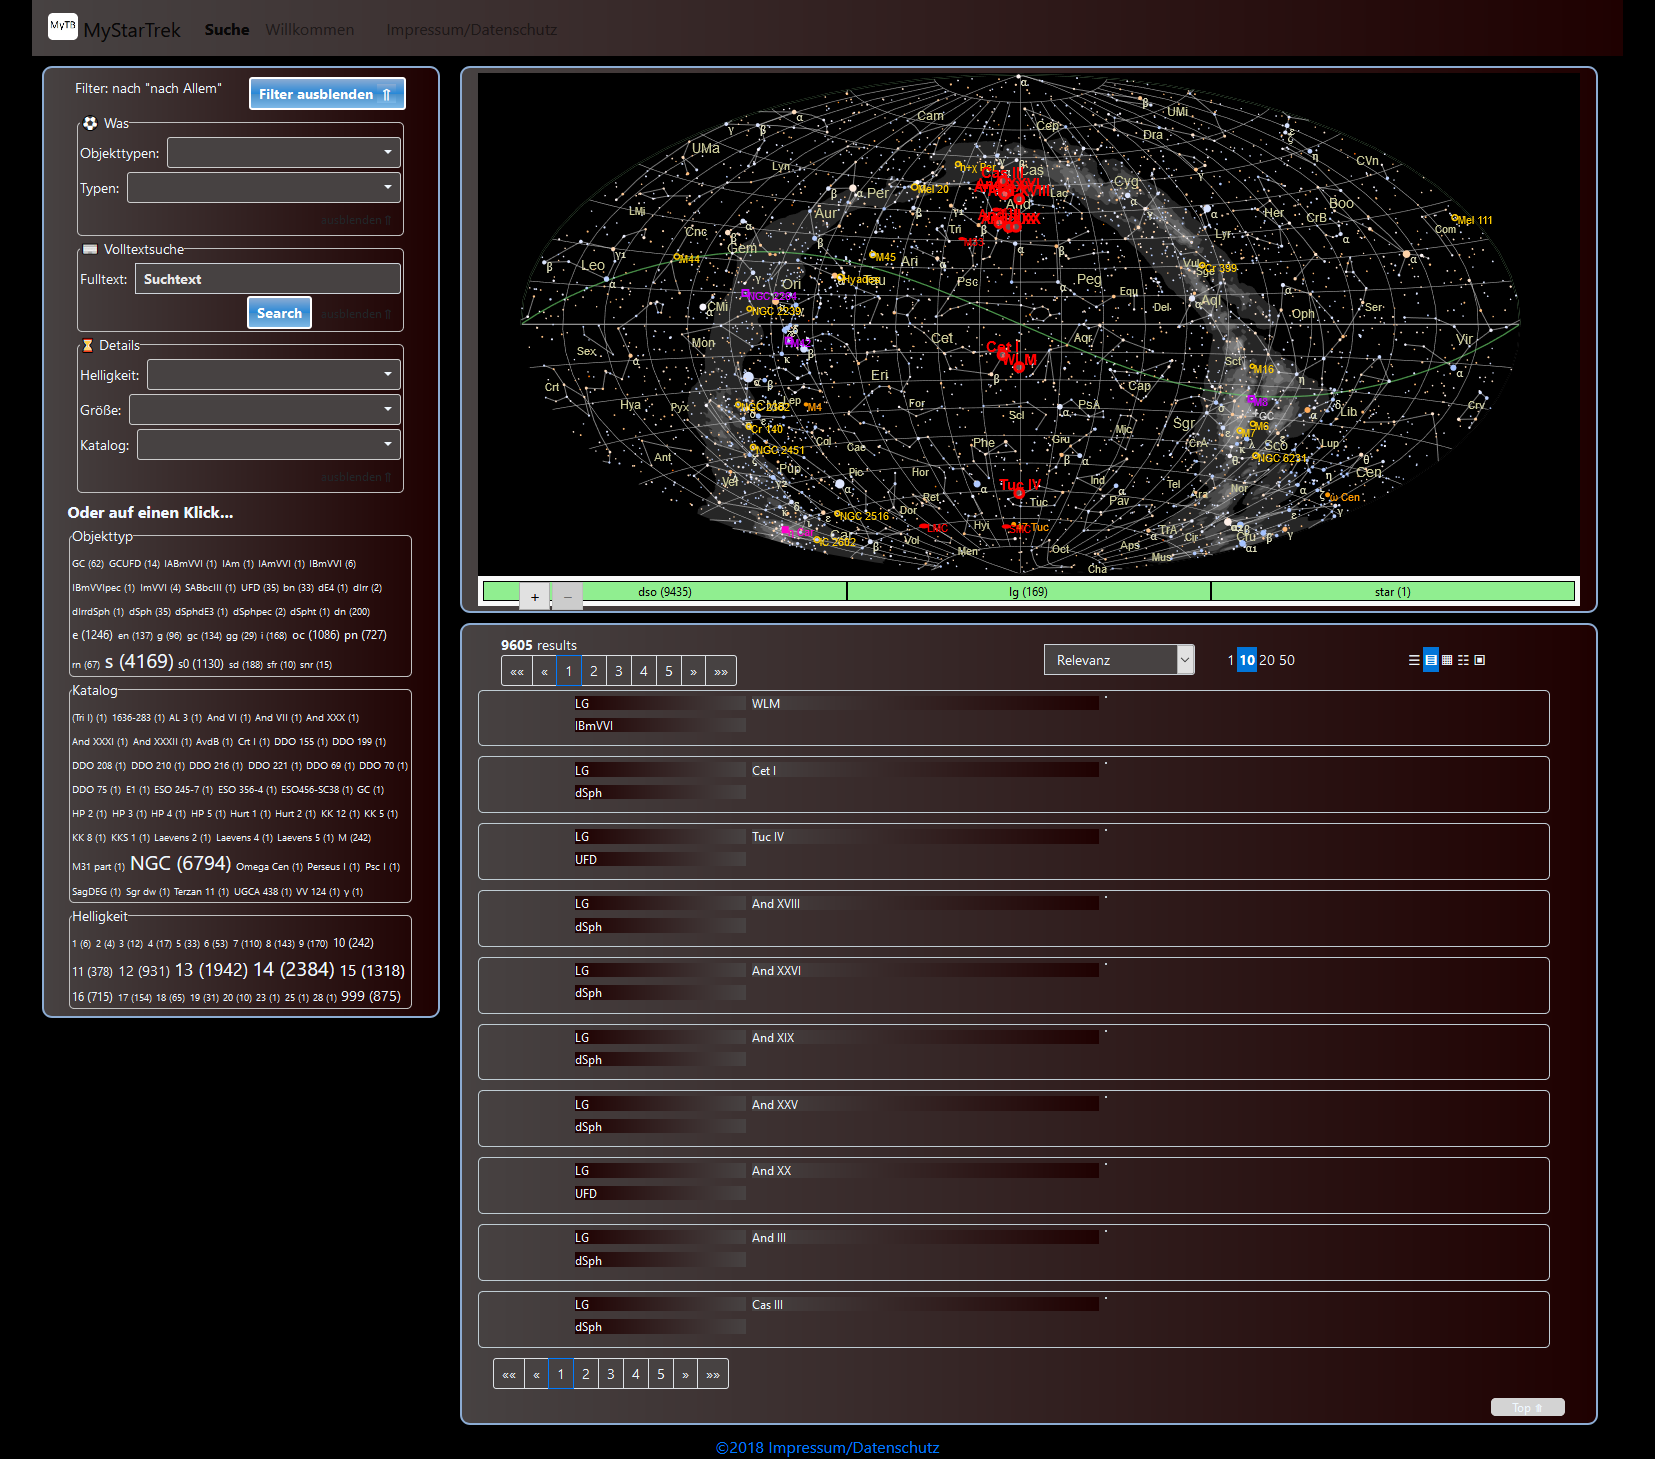 MyTB MyStarTrek Suche Willkommen Impressum/Datenschutz
Filter: nach "nach Allem" Filter ausblenden ⇑
Was
Objekttypen:
Typen:
ausblenden ⇑
Volltextsuche
Fulltext: Suchtext
Search ausblenden ⇑
Details
Helligkeit:
Größe:
Katalog:
ausblenden ⇑
Oder auf einen Klick...
Objekttyp
GC (62) GCUFD (14) IABmVVI (1) IAm (1) IAmVVI (1) IBmVVI (6)
IBmVVIpec (1) ImVVI (4) SABbcIII (1) UFD (35) bn (33) dE4 (1) dIrr (2)
dIrrdSph (1) dSph (35) dSphdE3 (1) dSphpec (2) dSpht (1) dn (200)
e (1246) en (137) g (96) gc (134) gg (29) i (168) oc (1086) pn (727)
rn (67) s (4169) s0 (1130) sd (188) sfr (10) snr (15)
Katalog
(Tri I) (1) 1636-283 (1) AL 3 (1) And VI (1) And VII (1) And XXX (1)
And XXXI (1) And XXXII (1) AvdB (1) Crt I (1) DDO 155 (1) DDO 199 (1)
DDO 208 (1) DDO 210 (1) DDO 216 (1) DDO 221 (1) DDO 69 (1) DDO 70 (1)
DDO 75 (1) E1 (1) ESO 245-7 (1) ESO 356-4 (1) ESO456-SC38 (1) GC (1)
HP 2 (1) HP 3 (1) HP 4 (1) HP 5 (1) Hurt 1 (1) Hurt 2 (1) KK 12 (1) KK 5 (1)
KK 8 (1) KKS 1 (1) Laevens 2 (1) Laevens 4 (1) Laevens 5 (1) M (242)
M31 part (1) NGC (6794) Omega Cen (1) Perseus I (1) Psc I (1)
SagDEG (1) Sgr dw (1) Terzan 11 (1) UGCA 438 (1) VV 124 (1) γ (1)
Helligkeit
1 (6) 2 (4) 3 (12) 4 (17) 5 (33) 6 (53) 7 (110) 8 (143) 9 (170) 10 (242)
11 (378) 12 (931) 13 (1942) 14 (2384) 15 (1318)
16 (715) 17 (154) 18 (65) 19 (31) 20 (10) 23 (1) 25 (1) 28 (1) 999 (875)
Cam Cep UMi Dra
UMa Lyn Cas Cyg CVn
Mel 20 Per Lac
LMi Aur And Her CrB Boo Mel 111
Cnc Tri Lyr Com
Gem M33
M44 Leo M45 Ari Vul Sge Cr 399
Hyades Tau Psc Peg
Ori Equ Aql
NGC 2264 CMi NGC 2239 Del Oph Ser
Mon Cet Aqr Vir
Sex Cet I WLM Sct M16
Crt Eri Cap
Hya Pyx Lep M4 For PsA GC Lib Crv
CMa Scl Sgr M6
Cr 140 Mic M7
NGC 2451 Col Cae Phe Gru CrA Sco Lup
Ant Pup Pic Hor Ind Tel NGC 6231 Cen
Vel Tuc IV Ret Tuc Pav Ara Nor ω Cen
NGC 2516 Dor LMC Hyi SMC 47 Tuc TrA
IC 2602 Vol Men Oct Aps Mus Cir
Cha
+ − dso (9435) lg (169) star (1)
9605 results
«« « 1 2 3 4 5 » »» Relevanz 1 10 20 50
LG WLM
IBmVVI
LG Cet I
dSph
LG Tuc IV
UFD
LG And XVIII
dSph
LG And XXVI
dSph
LG And XIX
dSph
LG And XXV
dSph
LG And XX
UFD
LG And III
dSph
LG Cas III
dSph
«« « 1 2 3 4 5 » »»
Top ⇑
©2018 Impressum/Datenschutz